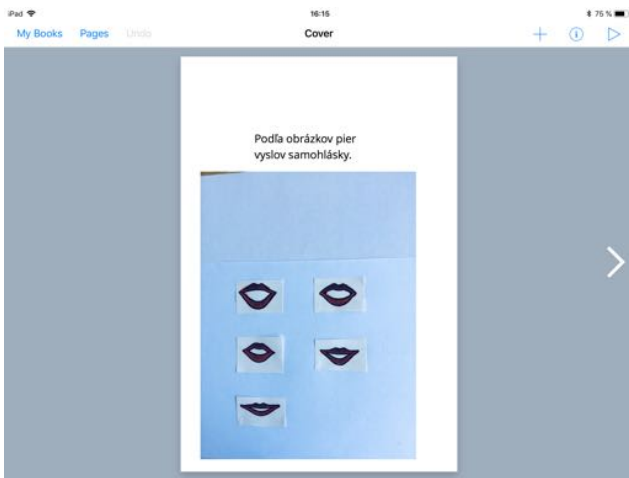 iPad 16:15 75 %
My Books Pages Undo Cover
Podľa obrázkov pier
vyslov samohlásky.